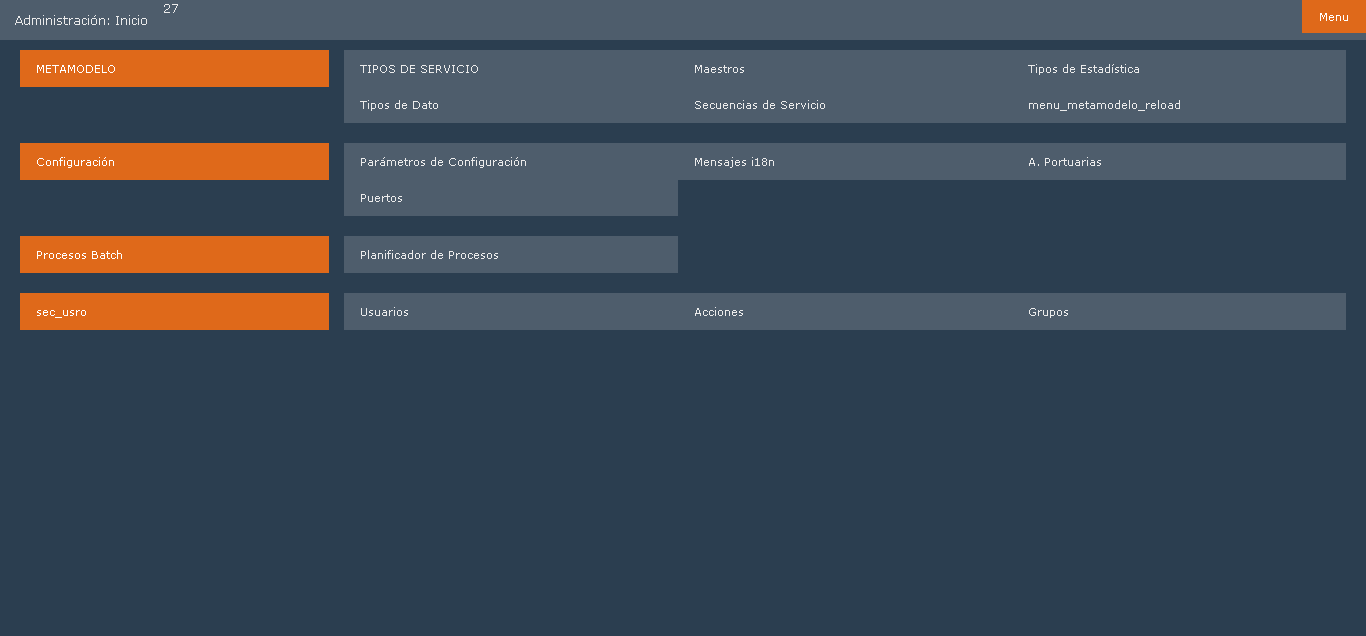 Administración: Inicio
27
Menu
METAMODELO
TIPOS DE SERVICIO
Maestros
Tipos de Estadística
Tipos de Dato
Secuencias de Servicio
menu_metamodelo_reload
Configuración
Parámetros de Configuración
Mensajes i18n
A. Portuarias
Puertos
Procesos Batch
Planificador de Procesos
sec_usro
Usuarios
Acciones
Grupos